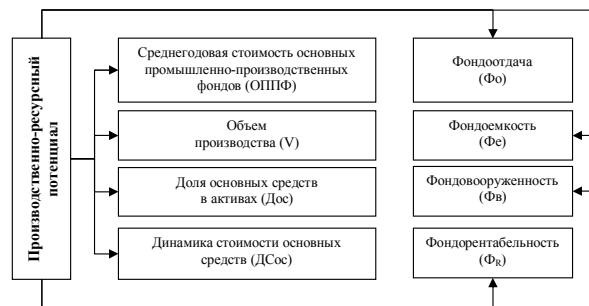 Производственно-ресурсный
потенциал
Среднегодовая стоимость основных
промышленно-производственных
фондов (ОППФ)
Объем
производства (V)
Доля основных средств
в активах (Дос)
Динамика стоимости основных
средств (ДСос)
Фондоотдача
(Фо)
Фондоемкость
(Фе)
Фондовооруженность
(Фв)
Фондорентабельность
(ФR)